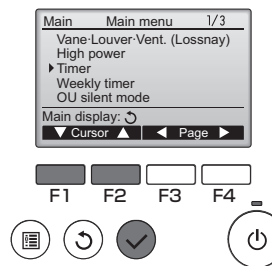 Main Main menu 1/3
Vane·Louver·Vent. (Lossnay)
High power
Timer
Weekly timer
OU silent mode
Main display:
Cursor Page
F1 F2 F3 F4